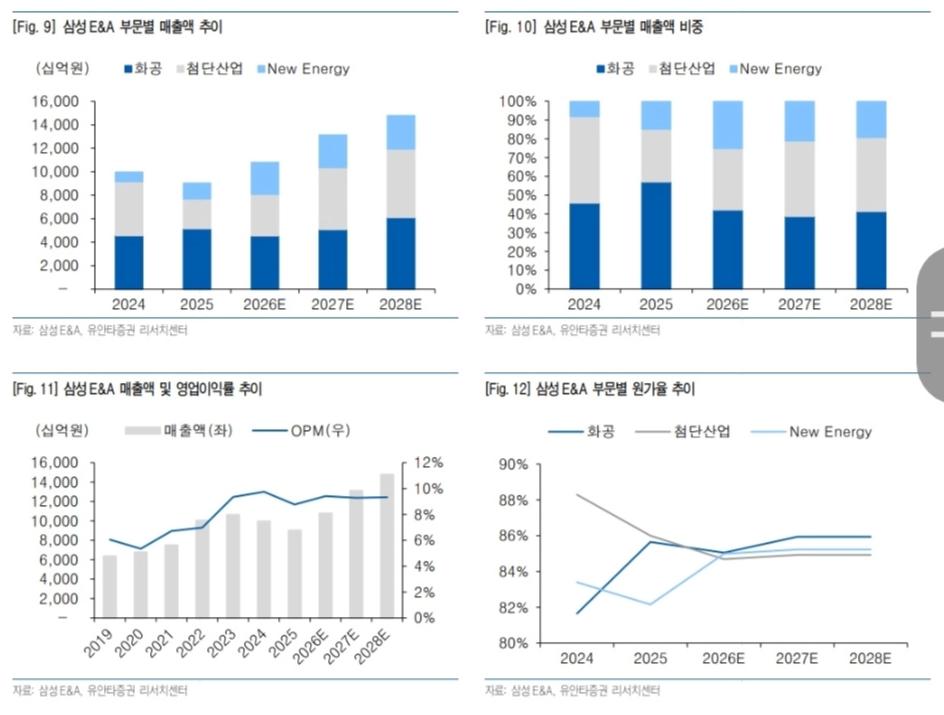 [Fig. 9] 삼성 E&A 부문별 매출액 추이
(십억원)
화공 첨단산업 New Energy
16,000
14,000
12,000
10,000
8,000
6,000
4,000
2,000
–
2024 2025 2026E 2027E 2028E
자료: 삼성 E&A, 유안타증권 리서치센터
[Fig. 10] 삼성 E&A 부문별 매출액 비중
화공 첨단산업 New Energy
100%
90%
80%
70%
60%
50%
40%
30%
20%
10%
0%
2024 2025 2026E 2027E 2028E
자료: 삼성 E&A, 유안타증권 리서치센터
[Fig. 11] 삼성 E&A 매출액 및 영업이익률 추이
(십억원)
매출액(좌) OPM(우)
16,000
14,000
12,000
10,000
8,000
6,000
4,000
2,000
–
12%
10%
8%
6%
4%
2%
0%
2019 2020 2021 2022 2023 2024 2025 2026E 2027E 2028E
자료: 삼성 E&A, 유안타증권 리서치센터
[Fig. 12] 삼성 E&A 부문별 원가율 추이
화공 첨단산업 New Energy
90%
88%
86%
84%
82%
80%
2024 2025 2026E 2027E 2028E
자료: 삼성 E&A, 유안타증권 리서치센터